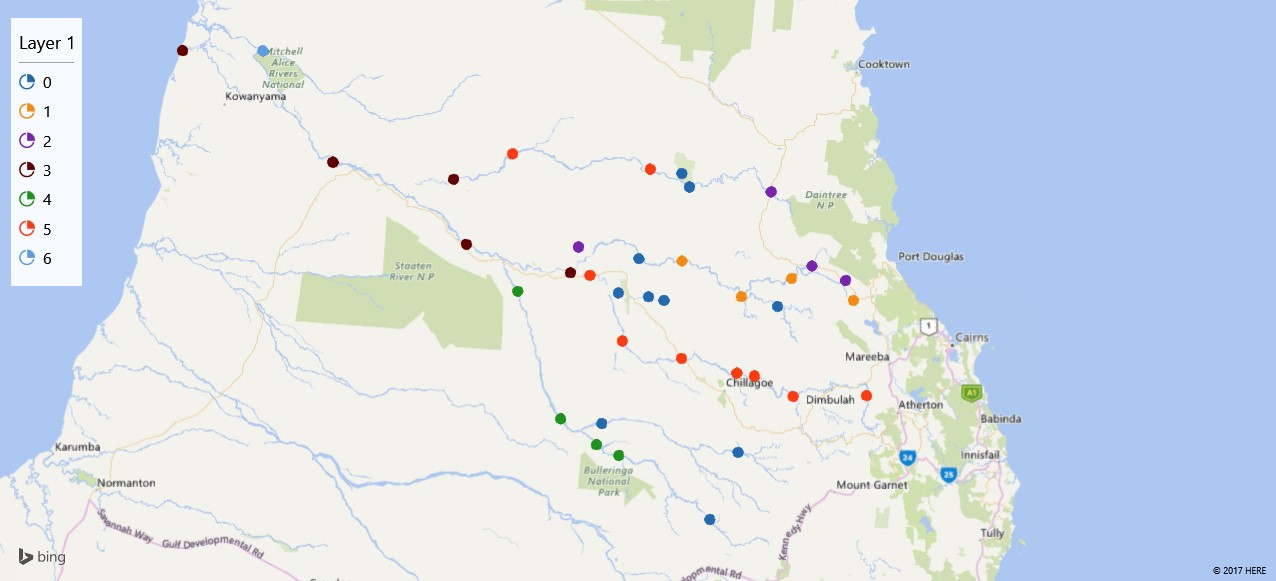 Layer 1
0
1
2
3
4
5
6
Mitchell
Alice
Rivers
National
Kowanyama
Cooktown
Daintree
N.P.
Port Douglas
Staaten
River N.P.
1
Cairns
Mareeba
Chillagoe
Dimbulah
A1
Atherton
Babinda
Karumba
24
Innisfail
25
Bulleringa
National
Park
Normanton
Mount Garnet
Savannah Way
Gulf Developmental Rd
Kennedy Hwy
Tully
bing
opmental Rd
© 2017 HERE